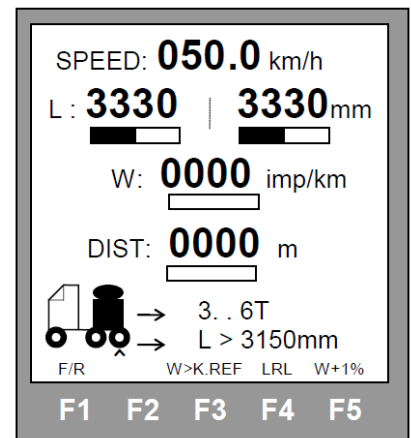 SPEED: 050.0 km/h
L : 3330 | 3330mm
W: 0000 imp/km
DIST: 0000 m
→ 3. . 6T
→ L > 3150mm
F/R W>K.REF LRL W+1%
F1 F2 F3 F4 F5